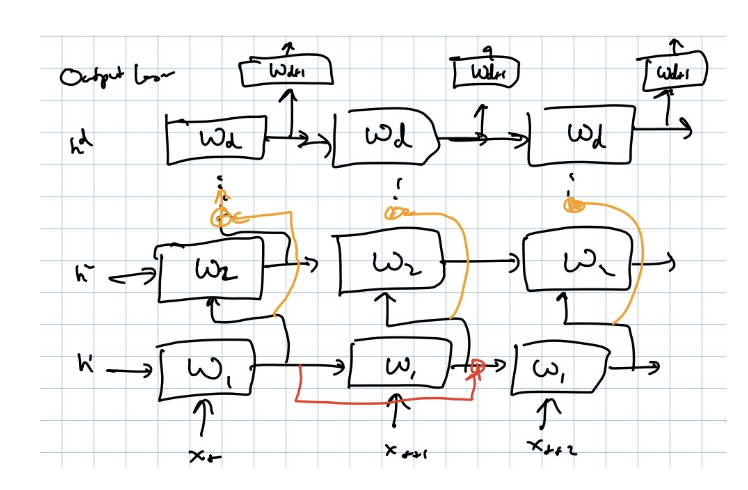 W_{d+1} W_{d+1} W_{d+1}
Output layer
h^d W_d W_d W_d
h^2 W_2 W_2 W_2
h^1 W_1 W_1 W_1
x_t x_{t+1} x_{t+2}